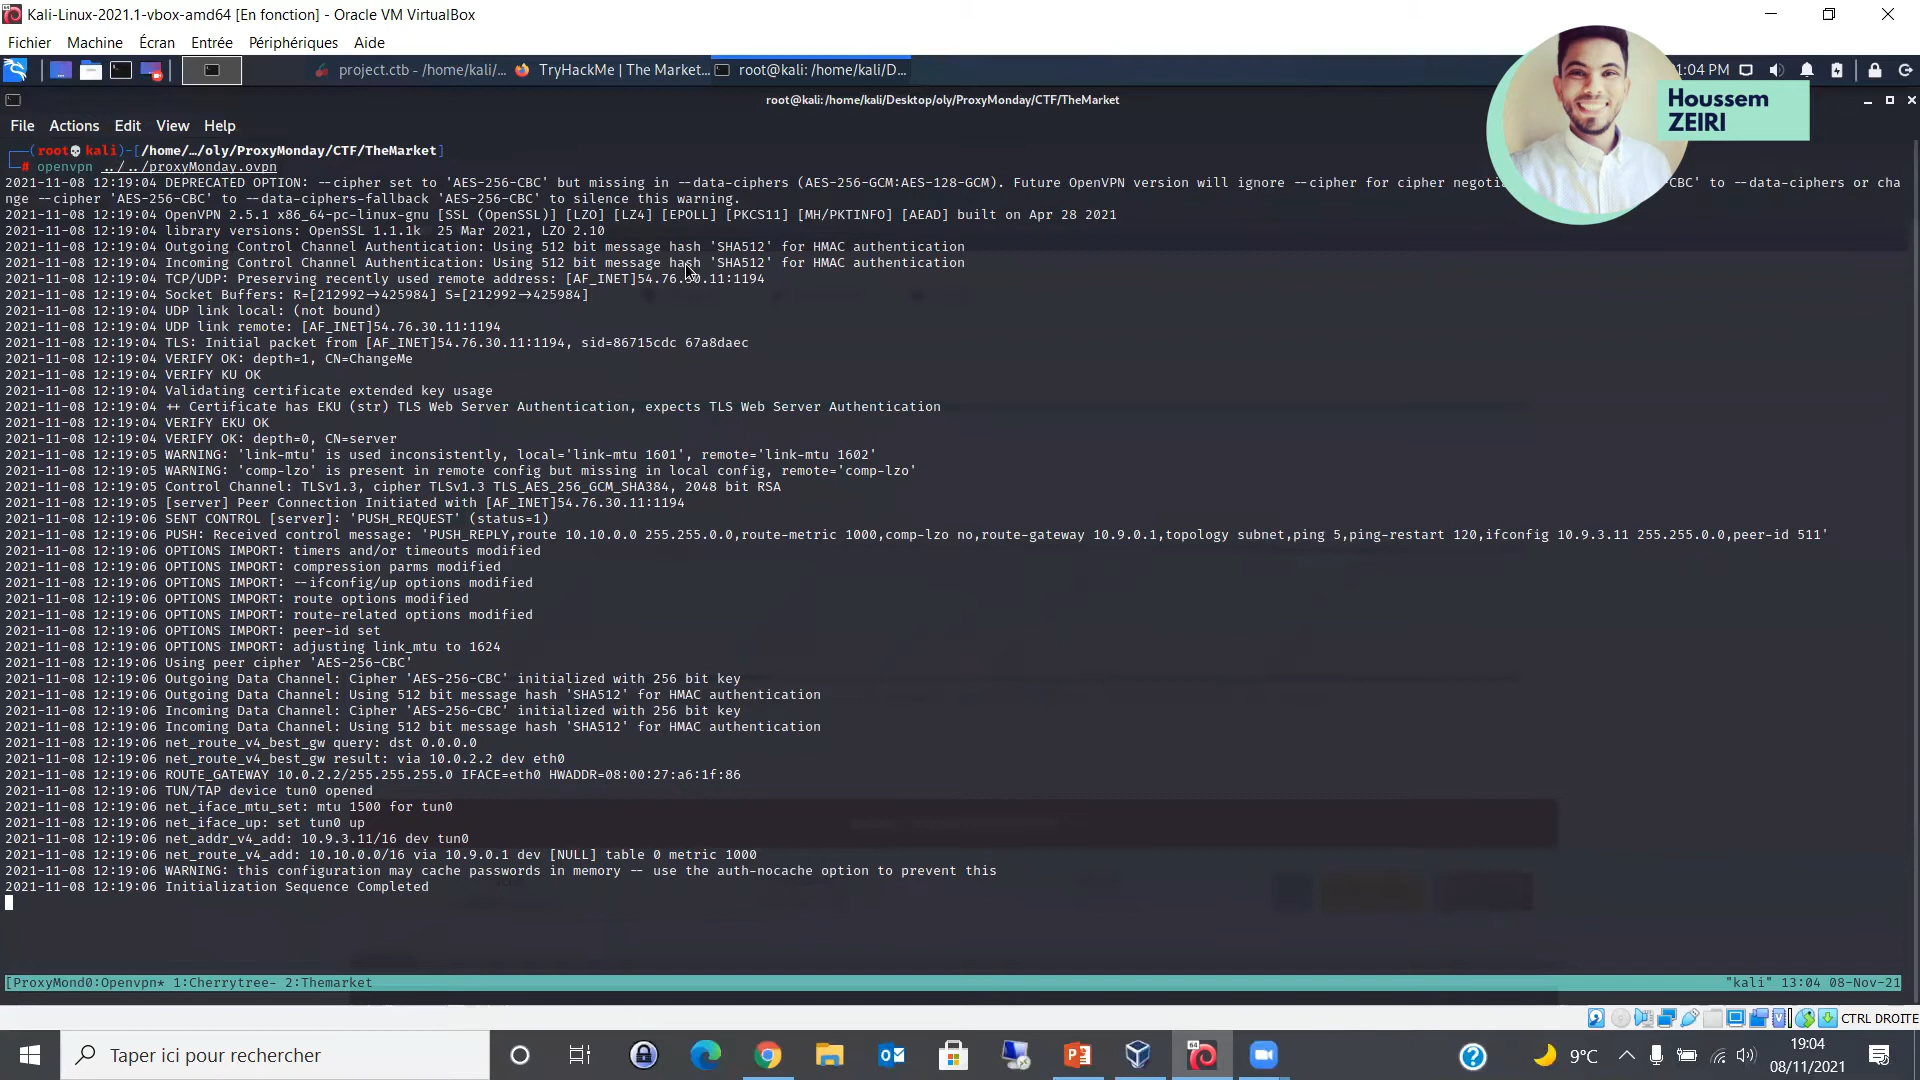 Kali-Linux-2021.1-vbox-amd64 [En fonction] - Oracle VM VirtualBox
Fichier Machine Écran Entrée Périphériques Aide
project.ctb - /home/kali/... TryHackMe | The Market... root@kali: /home/kali/D... 1:04 PM
root@kali: /home/kali/Desktop/oly/ProxyMonday/CTF/TheMarket
Houssem
ZEIRI
File Actions Edit View Help
(root kali)-[/home/…/oly/ProxyMonday/CTF/TheMarket]
# openvpn ../../proxyMonday.ovpn
2021-11-08 12:19:04 DEPRECATED OPTION: --cipher set to 'AES-256-CBC' but missing in --data-ciphers (AES-256-GCM:AES-128-GCM). Future OpenVPN version will ignore --cipher for cipher negoti CBC' to --data-ciphers or cha
nge --cipher 'AES-256-CBC' to --data-ciphers-fallback 'AES-256-CBC' to silence this warning.
2021-11-08 12:19:04 OpenVPN 2.5.1 x86_64-pc-linux-gnu [SSL (OpenSSL)] [LZO] [LZ4] [EPOLL] [PKCS11] [MH/PKTINFO] [AEAD] built on Apr 28 2021
2021-11-08 12:19:04 library versions: OpenSSL 1.1.1k  25 Mar 2021, LZO 2.10
2021-11-08 12:19:04 Outgoing Control Channel Authentication: Using 512 bit message hash 'SHA512' for HMAC authentication
2021-11-08 12:19:04 Incoming Control Channel Authentication: Using 512 bit message hash 'SHA512' for HMAC authentication
2021-11-08 12:19:04 TCP/UDP: Preserving recently used remote address: [AF_INET]54.76.30.11:1194
2021-11-08 12:19:04 Socket Buffers: R=[212992→425984] S=[212992→425984]
2021-11-08 12:19:04 UDP link local: (not bound)
2021-11-08 12:19:04 UDP link remote: [AF_INET]54.76.30.11:1194
2021-11-08 12:19:04 TLS: Initial packet from [AF_INET]54.76.30.11:1194, sid=86715cdc 67a8daec
2021-11-08 12:19:04 VERIFY OK: depth=1, CN=ChangeMe
2021-11-08 12:19:04 VERIFY KU OK
2021-11-08 12:19:04 Validating certificate extended key usage
2021-11-08 12:19:04 ++ Certificate has EKU (str) TLS Web Server Authentication, expects TLS Web Server Authentication
2021-11-08 12:19:04 VERIFY EKU OK
2021-11-08 12:19:04 VERIFY OK: depth=0, CN=server
2021-11-08 12:19:05 WARNING: 'link-mtu' is used inconsistently, local='link-mtu 1601', remote='link-mtu 1602'
2021-11-08 12:19:05 WARNING: 'comp-lzo' is present in remote config but missing in local config, remote='comp-lzo'
2021-11-08 12:19:05 Control Channel: TLSv1.3, cipher TLSv1.3 TLS_AES_256_GCM_SHA384, 2048 bit RSA
2021-11-08 12:19:05 [server] Peer Connection Initiated with [AF_INET]54.76.30.11:1194
2021-11-08 12:19:06 SENT CONTROL [server]: 'PUSH_REQUEST' (status=1)
2021-11-08 12:19:06 PUSH: Received control message: 'PUSH_REPLY,route 10.10.0.0 255.255.0.0,route-metric 1000,comp-lzo no,route-gateway 10.9.0.1,topology subnet,ping 5,ping-restart 120,ifconfig 10.9.3.11 255.255.0.0,peer-id 511'
2021-11-08 12:19:06 OPTIONS IMPORT: timers and/or timeouts modified
2021-11-08 12:19:06 OPTIONS IMPORT: compression parms modified
2021-11-08 12:19:06 OPTIONS IMPORT: --ifconfig/up options modified
2021-11-08 12:19:06 OPTIONS IMPORT: route options modified
2021-11-08 12:19:06 OPTIONS IMPORT: route-related options modified
2021-11-08 12:19:06 OPTIONS IMPORT: peer-id set
2021-11-08 12:19:06 OPTIONS IMPORT: adjusting link_mtu to 1624
2021-11-08 12:19:06 Using peer cipher 'AES-256-CBC'
2021-11-08 12:19:06 Outgoing Data Channel: Cipher 'AES-256-CBC' initialized with 256 bit key
2021-11-08 12:19:06 Outgoing Data Channel: Using 512 bit message hash 'SHA512' for HMAC authentication
2021-11-08 12:19:06 Incoming Data Channel: Cipher 'AES-256-CBC' initialized with 256 bit key
2021-11-08 12:19:06 Incoming Data Channel: Using 512 bit message hash 'SHA512' for HMAC authentication
2021-11-08 12:19:06 net_route_v4_best_gw query: dst 0.0.0.0
2021-11-08 12:19:06 net_route_v4_best_gw result: via 10.0.2.2 dev eth0
2021-11-08 12:19:06 ROUTE_GATEWAY 10.0.2.2/255.255.255.0 IFACE=eth0 HWADDR=08:00:27:a6:1f:86
2021-11-08 12:19:06 TUN/TAP device tun0 opened
2021-11-08 12:19:06 net_iface_mtu_set: mtu 1500 for tun0
2021-11-08 12:19:06 net_iface_up: set tun0 up
2021-11-08 12:19:06 net_addr_v4_add: 10.9.3.11/16 dev tun0
2021-11-08 12:19:06 net_route_v4_add: 10.10.0.0/16 via 10.9.0.1 dev [NULL] table 0 metric 1000
2021-11-08 12:19:06 WARNING: this configuration may cache passwords in memory -- use the auth-nocache option to prevent this
2021-11-08 12:19:06 Initialization Sequence Completed
[ProxyMond0:Openvpn* 1:Cherrytree- 2:Themarket "kali" 13:04 08-Nov-21
CTRL DROITE
Taper ici pour rechercher
9°C
19:04
08/11/2021